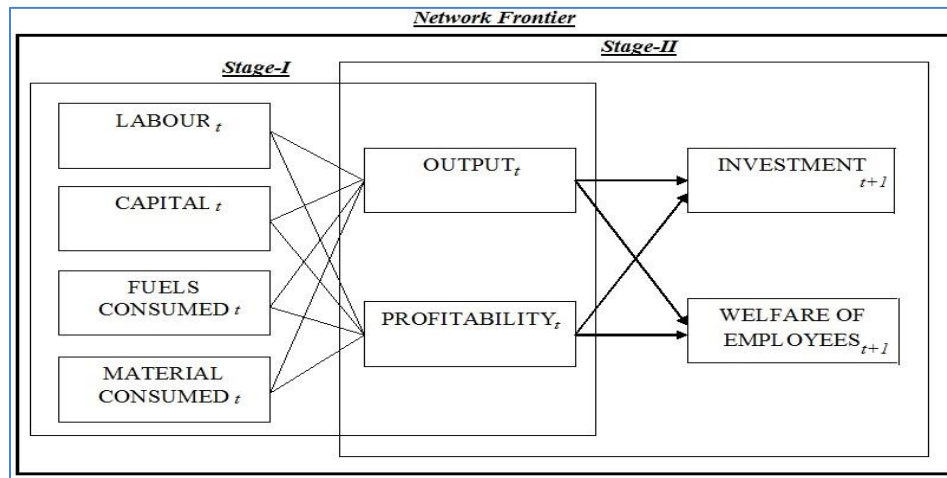 Network Frontier
Stage-II
Stage-I
LABOUR t
CAPITAL t
FUELS
CONSUMED t
MATERIAL
CONSUMED t
OUTPUTt
PROFITABILITYt
INVESTMENT
t+1
WELFARE OF
EMPLOYEESt+1